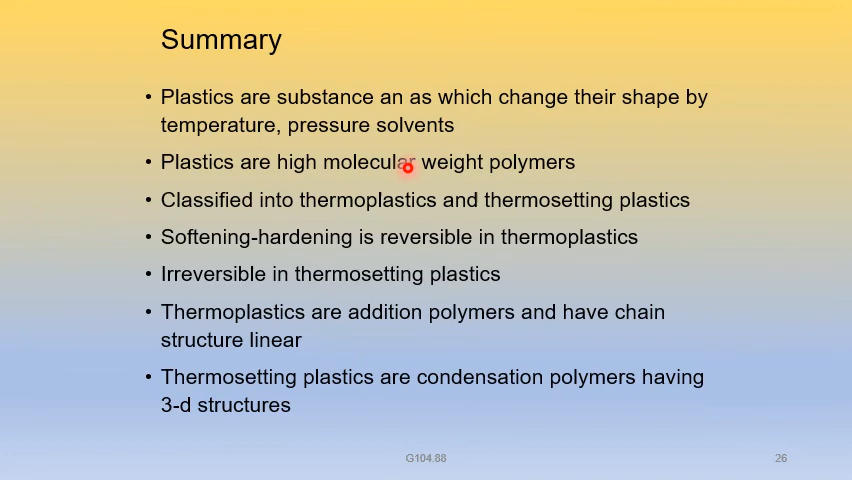 Summary
• Plastics are substance an as which change their shape by
temperature, pressure solvents
• Plastics are high molecular weight polymers
• Classified into thermoplastics and thermosetting plastics
• Softening-hardening is reversible in thermoplastics
• Irreversible in thermosetting plastics
• Thermoplastics are addition polymers and have chain
structure linear
• Thermosetting plastics are condensation polymers having
3-d structures
G104.88
26